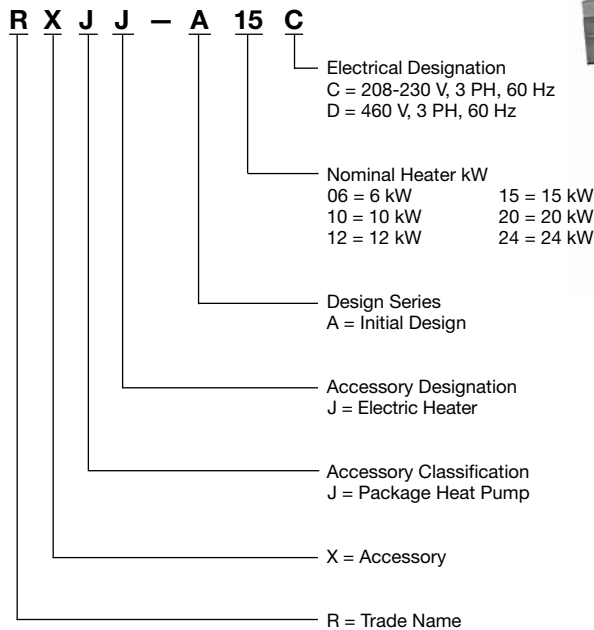 R X J J – A 15 C
Electrical Designation
C = 208-230 V, 3 PH, 60 Hz
D = 460 V, 3 PH, 60 Hz
Nominal Heater kW
06 = 6 kW 15 = 15 kW
10 = 10 kW 20 = 20 kW
12 = 12 kW 24 = 24 kW
Design Series
A = Initial Design
Accessory Designation
J = Electric Heater
Accessory Classification
J = Package Heat Pump
X = Accessory
R = Trade Name